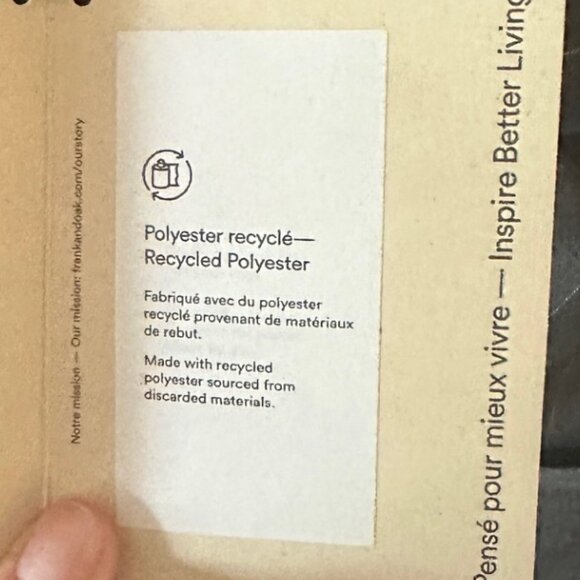 Notre mission — Our mission: frankandoak.com/ourstory
Polyester recyclé—
Recycled Polyester
Fabriqué avec du polyester
recyclé provenant de matériaux
de rebut.
Made with recycled
polyester sourced from
discarded materials.
Pensé pour mieux vivre — Inspire Better Living